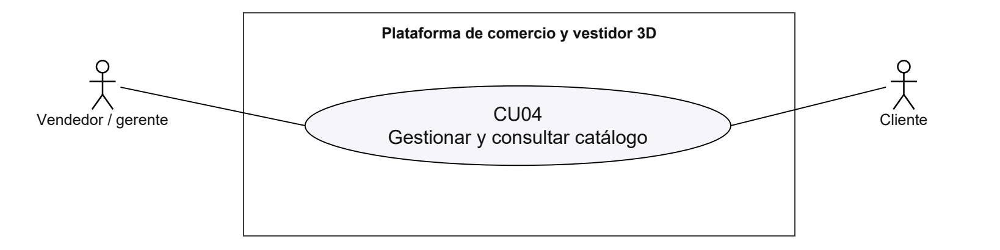 Plataforma de comercio y vestidor 3D
Vendedor / gerente
CU04
Gestionar y consultar catálogo
Cliente